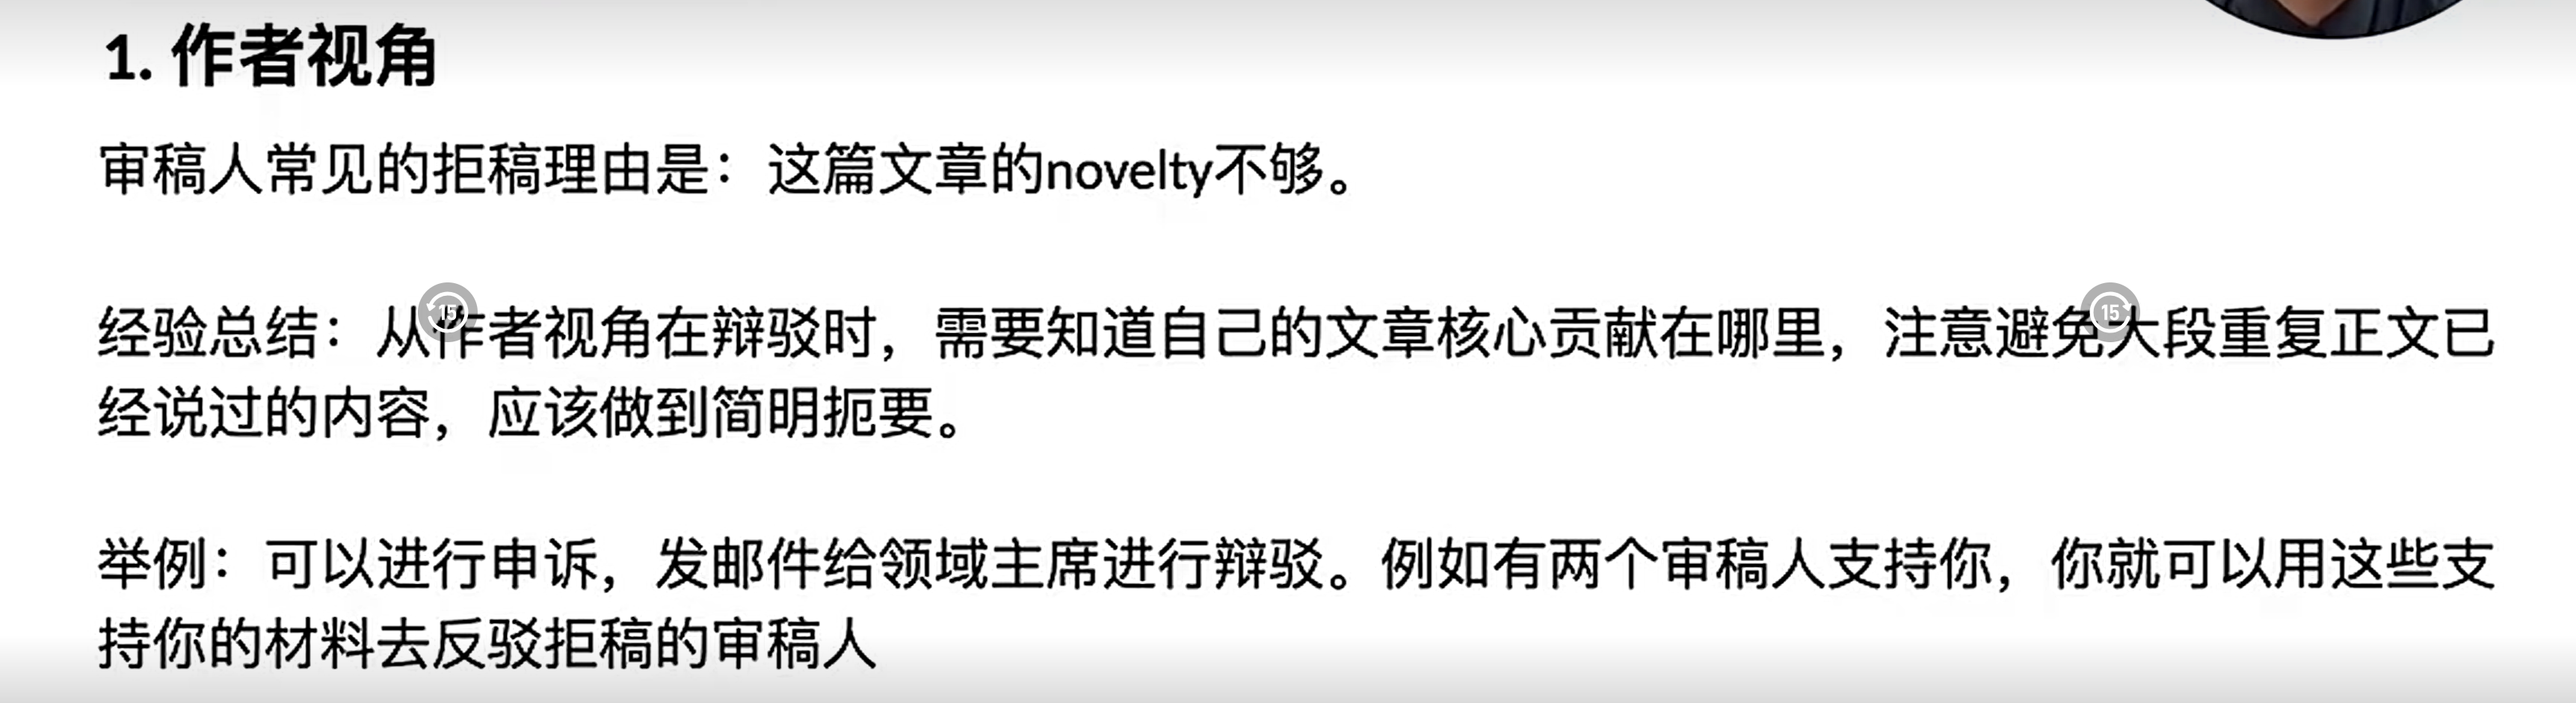 1. 作者视角
审稿人常见的拒稿理由是：这篇文章的novelty不够。
经验总结：从作者视角在辩驳时，需要知道自己的文章核心贡献在哪里，注意避免大段重复正文已
经说过的内容，应该做到简明扼要。
举例：可以进行申诉，发邮件给领域主席进行辩驳。例如有两个审稿人支持你，你就可以用这些支
持你的材料去反驳拒稿的审稿人
15
15